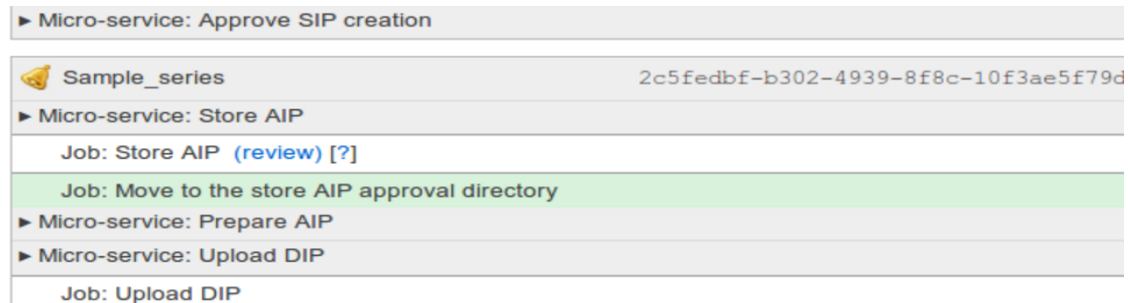 ▸ Micro-service: Approve SIP creation
Sample_series 2c5fedbf-b302-4939-8f8c-10f3ae5f79d
▸ Micro-service: Store AIP
Job: Store AIP (review) [?]
Job: Move to the store AIP approval directory
▸ Micro-service: Prepare AIP
▸ Micro-service: Upload DIP
Job: Upload DIP